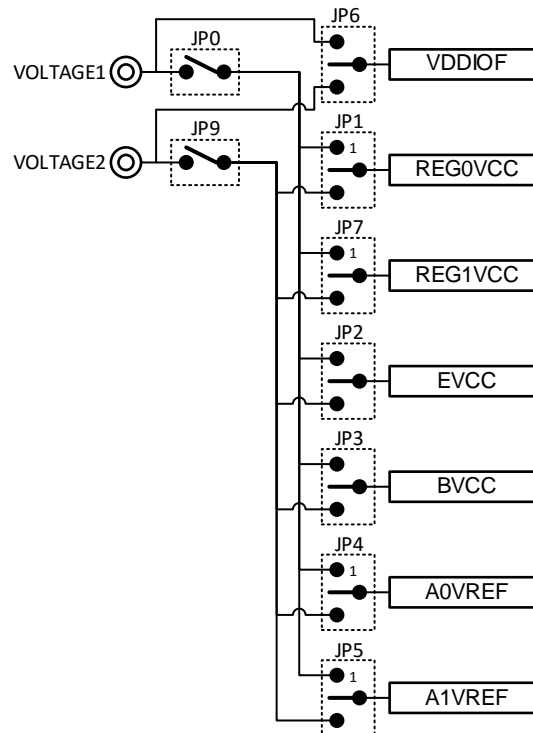 JP6
JP0
VOLTAGE1
VDDIOF
JP9
JP1
VOLTAGE2
1
REG0VCC
JP7
1
REG1VCC
JP2
EVCC
JP3
BVCC
JP4
1
A0VREF
JP5
1
A1VREF